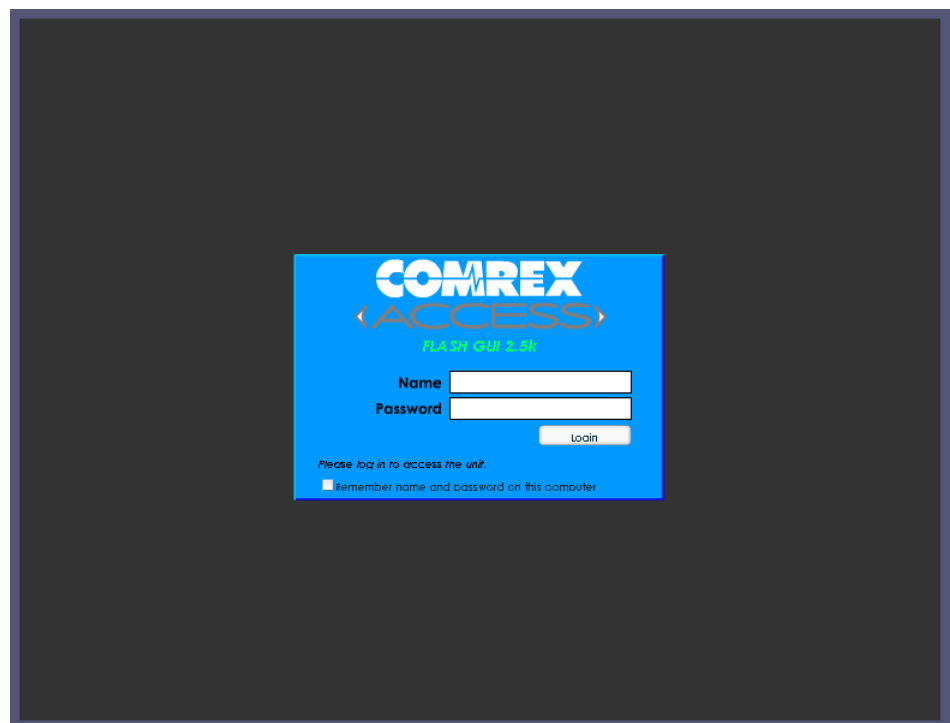 COMREX
ACCESS
FLASH GUI 2.5k
Name
Password
Login
Please log in to access the unit.
Remember name and password on this computer